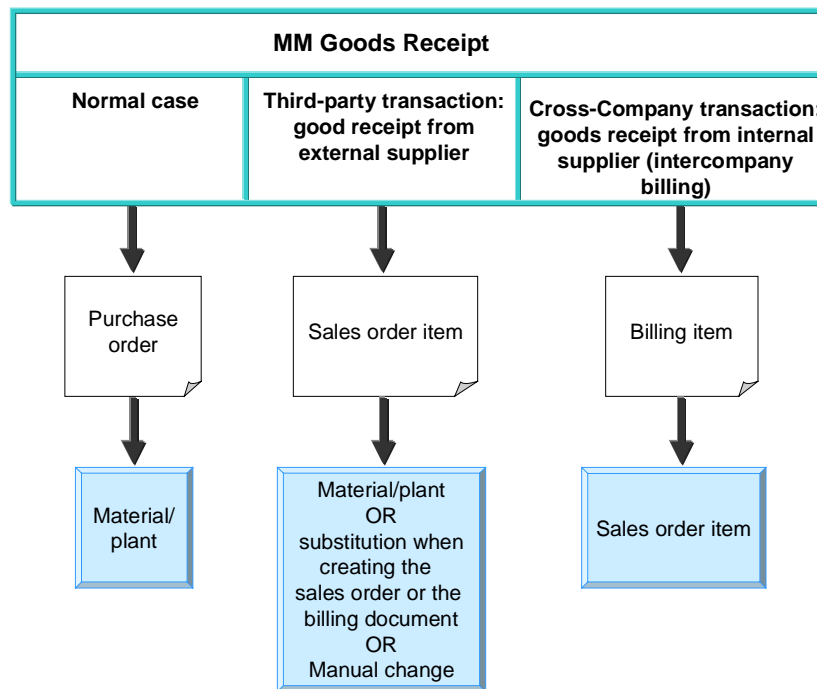 MM Goods Receipt
Normal case
Third-party transaction:
good receipt from
external supplier
Cross-Company transaction:
goods receipt from internal
supplier (intercompany
billing)
Purchase
order
Sales order item
Billing item
Material/
plant
Material/plant
OR
substitution when
creating the
sales order or the
billing document
OR
Manual change
Sales order item